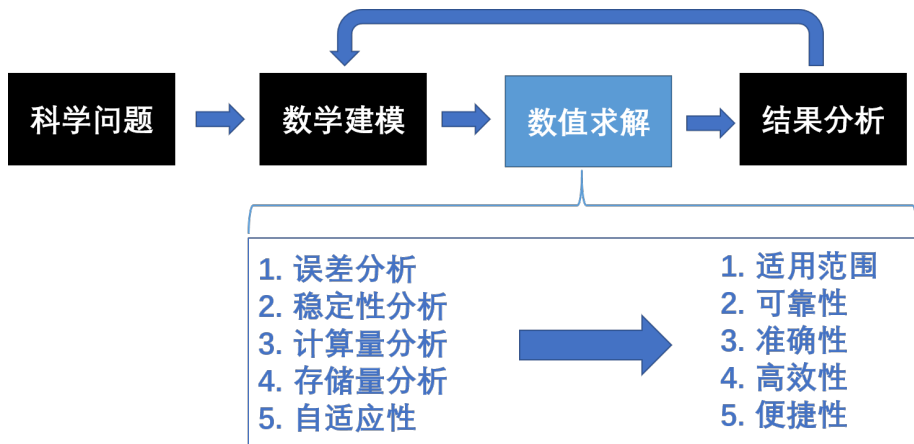 科学问题
数学建模
数值求解
结果分析
1. 误差分析
2. 稳定性分析
3. 计算量分析
4. 存储量分析
5. 自适应性
1. 适用范围
2. 可靠性
3. 准确性
4. 高效性
5. 便捷性